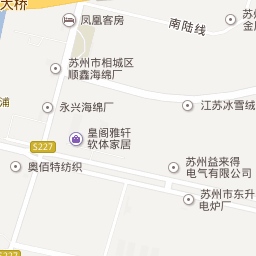 大桥
凤凰客房
南陆线
苏州
金属
苏州市相城区
顺鑫海绵厂
浦
永兴海绵厂
江苏冰雪绒
S227
皇阁雅轩
软体家居
奥佰特纺织
苏州益来得
电气有限公司
S227
苏州市东升
电炉厂